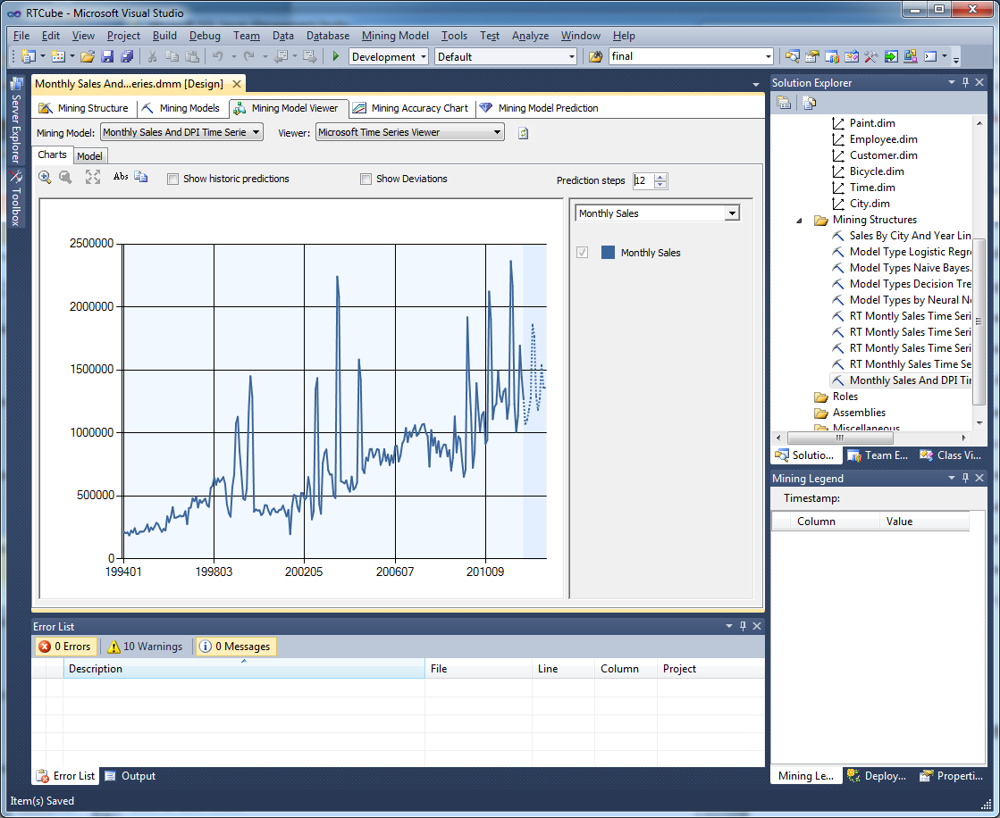 RTCube - Microsoft Visual Studio
File Edit View Project Build Debug Team Data Database Mining Model Tools Test Analyze Window Help
Development Default final
Server Explorer
Toolbox
Monthly Sales And...eries.dmm [Design]
Mining Structure Mining Models Mining Model Viewer Mining Accuracy Chart Mining Model Prediction
Mining Model: Monthly Sales And DPI Time Serie Viewer: Microsoft Time Series Viewer
Charts Model
Abs Show historic predictions Show Deviations Prediction steps 12
Monthly Sales
Monthly Sales
2500000
2000000
1500000
1000000
500000
0
199401 199803 200205 200607 201009
Error List
0 Errors 10 Warnings 0 Messages
Description File Line Column Project
Error List Output
Item(s) Saved
Solution Explorer
Paint.dim
Employee.dim
Customer.dim
Bicycle.dim
Time.dim
City.dim
Mining Structures
Sales By City And Year Lin
Model Type Logistic Regre
Model Types Naive Bayes.
Model Types Decision Tre
Model Types by Neural Ne
RT Montly Sales Time Seri
RT Montly Sales Time Seri
RT Montly Sales Time Seri
RT Monthly Sales Time Se
Monthly Sales And DPI Tin
Roles
Assemblies
Miscellaneous
Solutio... Team E... Class Vi...
Mining Legend
Timestamp:
Column Value
Mining Le... Deploy... Properti...